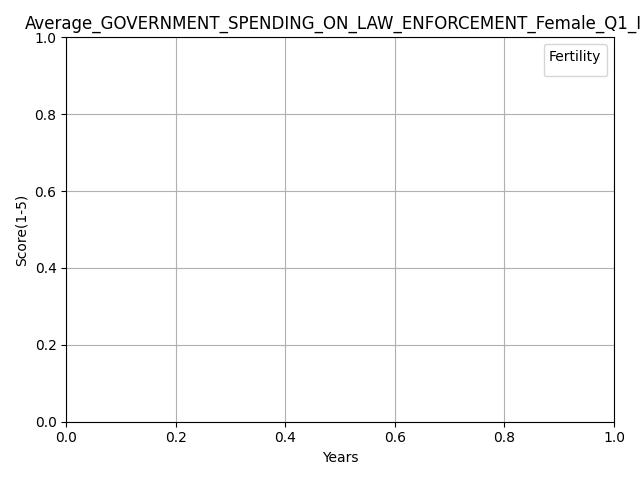 Average_GOVERNMENT_SPENDING_ON_LAW_ENFORCEMENT_Female_Q1_I
Fertility
1.0
0.8
0.6
0.4
0.2
0.0
Score(1-5)
0.0 0.2 0.4 0.6 0.8 1.0
Years